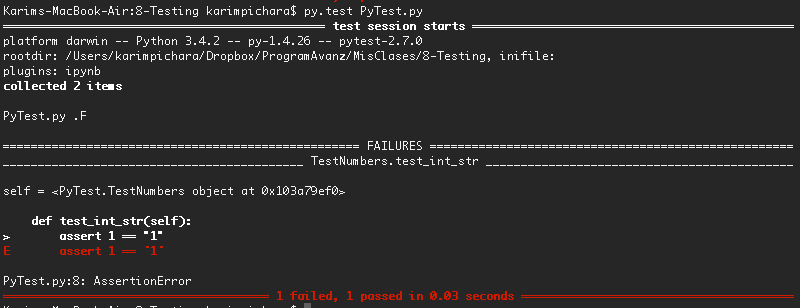 Karims-MacBook-Air:8-Testing karimpichara$ py.test PyTest.py
============================= test session starts ==============================
platform darwin -- Python 3.4.2 -- py-1.4.26 -- pytest-2.7.0
rootdir: /Users/karimpichara/Dropbox/ProgramAvanz/MisClases/8-Testing, inifile:
plugins: ipynb
collected 2 items
PyTest.py .F
=================================== FAILURES ===================================
___________________________ TestNumbers.test_int_str ___________________________
self = <PyTest.TestNumbers object at 0x103a79ef0>
    def test_int_str(self):
>       assert 1 == "1"
E       assert 1 == '1'
PyTest.py:8: AssertionError
====================== 1 failed, 1 passed in 0.03 seconds ======================